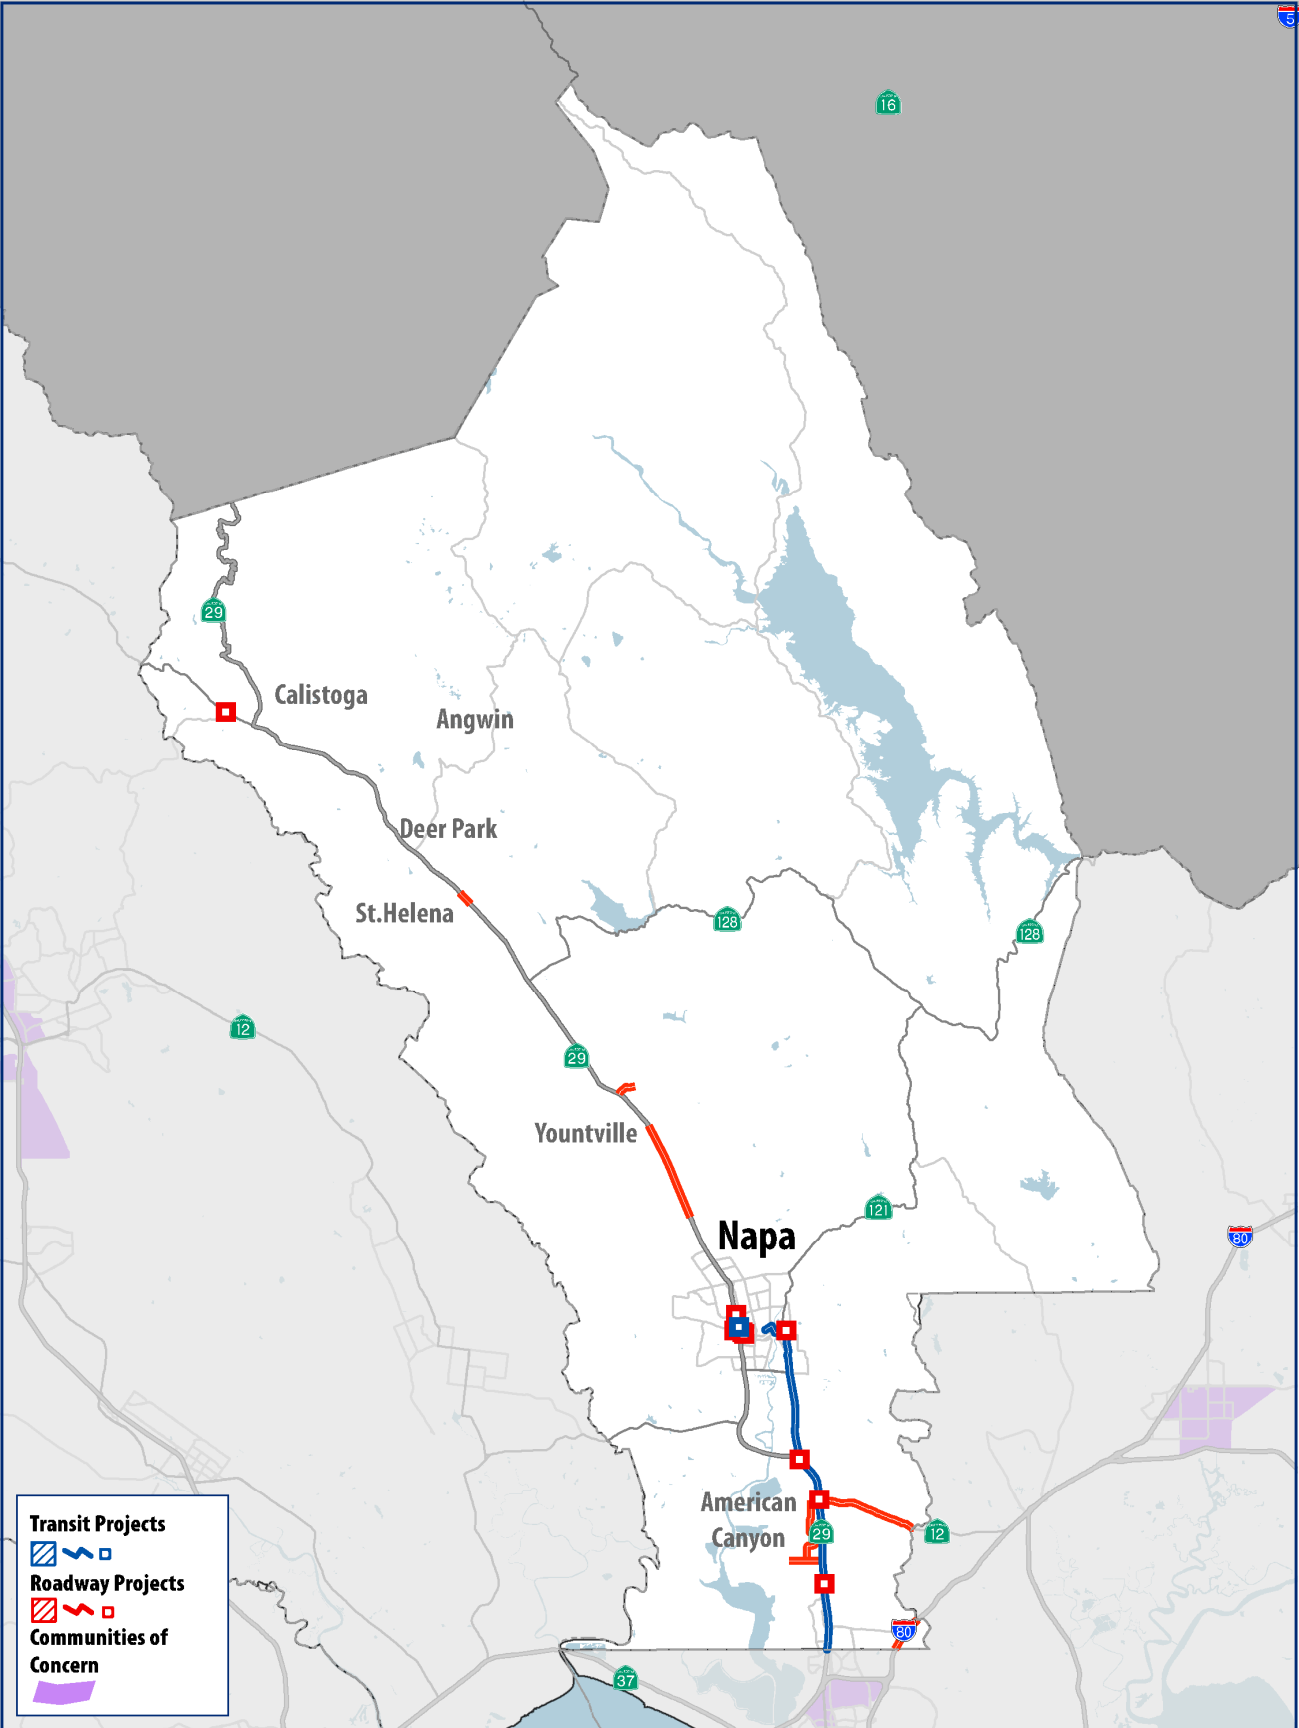 5
16
29
Calistoga
Angwin
Deer Park
St.Helena
128
128
12
29
Yountville
121
Napa
80
American
Canyon
29
12
80
37
Transit Projects
Roadway Projects
Communities of
Concern